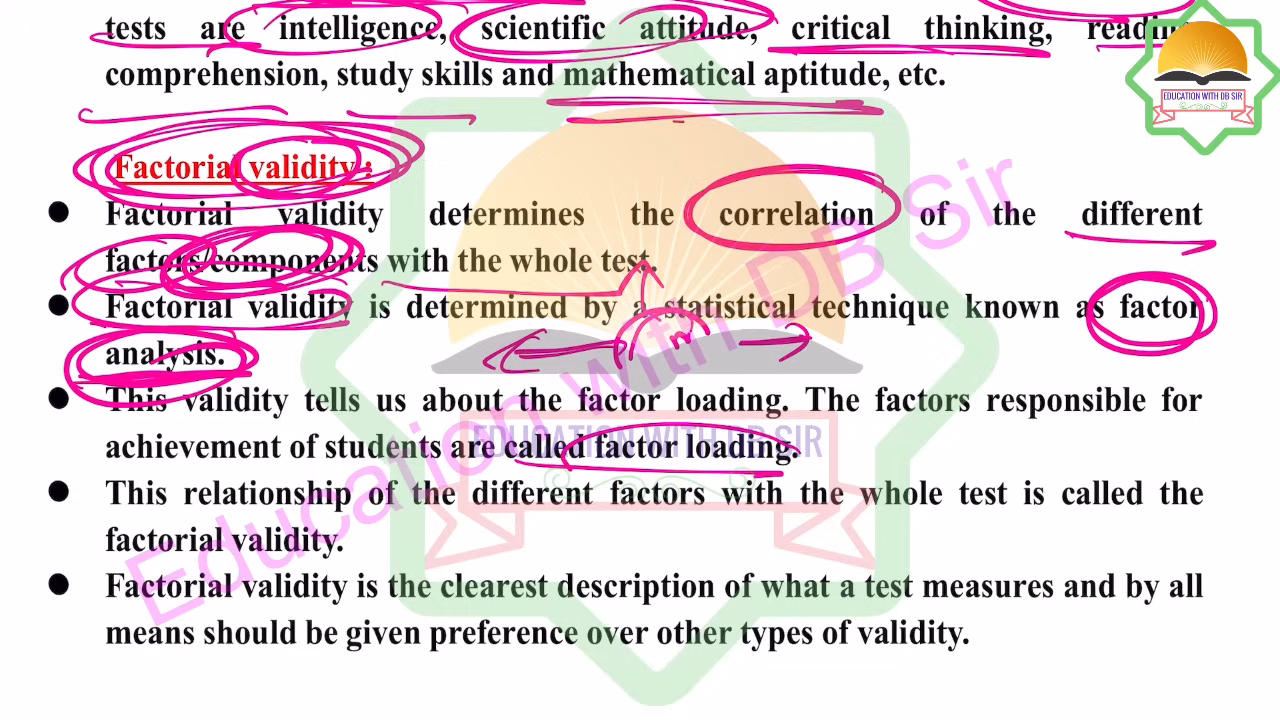 tests are intelligence, scientific attitude, critical thinking, reading
comprehension, study skills and mathematical aptitude, etc.
EDUCATION WITH DB SIR
Factorial validity :
Factorial validity determines the correlation of the different
factors/components with the whole test.
Factorial validity is determined by a statistical technique known as factor
analysis.
This validity tells us about the factor loading. The factors responsible for
achievement of students are called factor loading.
This relationship of the different factors with the whole test is called the
factorial validity.
Factorial validity is the clearest description of what a test measures and by all
means should be given preference over other types of validity.
Education with DB Sir
EDUCATION WITH DB SIR